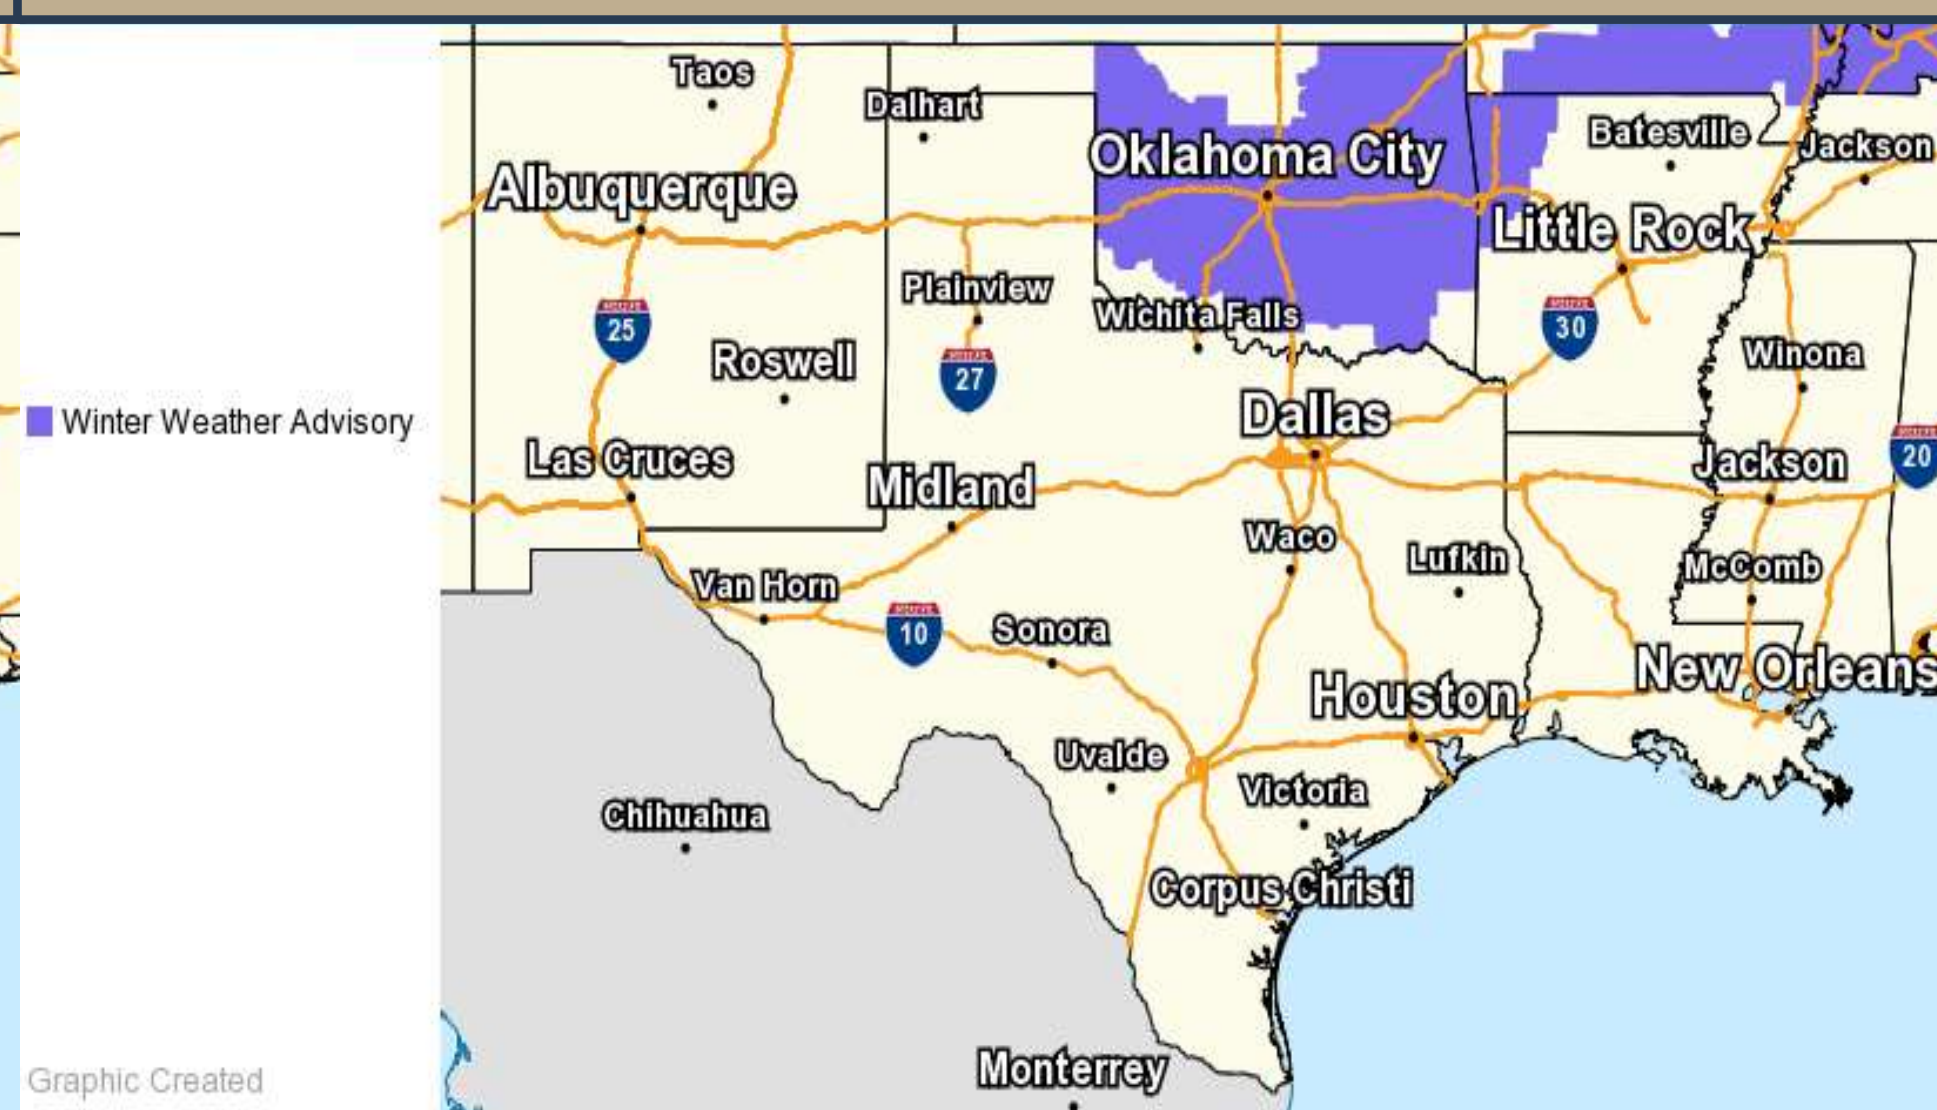 Taos
Dalhart
Oklahoma City
Batesville
Jackson
Albuquerque
Little Rock
Plainview
Wichita Falls
25
30
Roswell
27
Winona
Dallas
Winter Weather Advisory
Las Cruces
Midland
Jackson
20
Waco
Lufkin
McComb
Van Horn
10
Sonora
New Orleans
Houston
Uvalde
Victoria
Chihuahua
Corpus Christi
Monterrey
Graphic Created